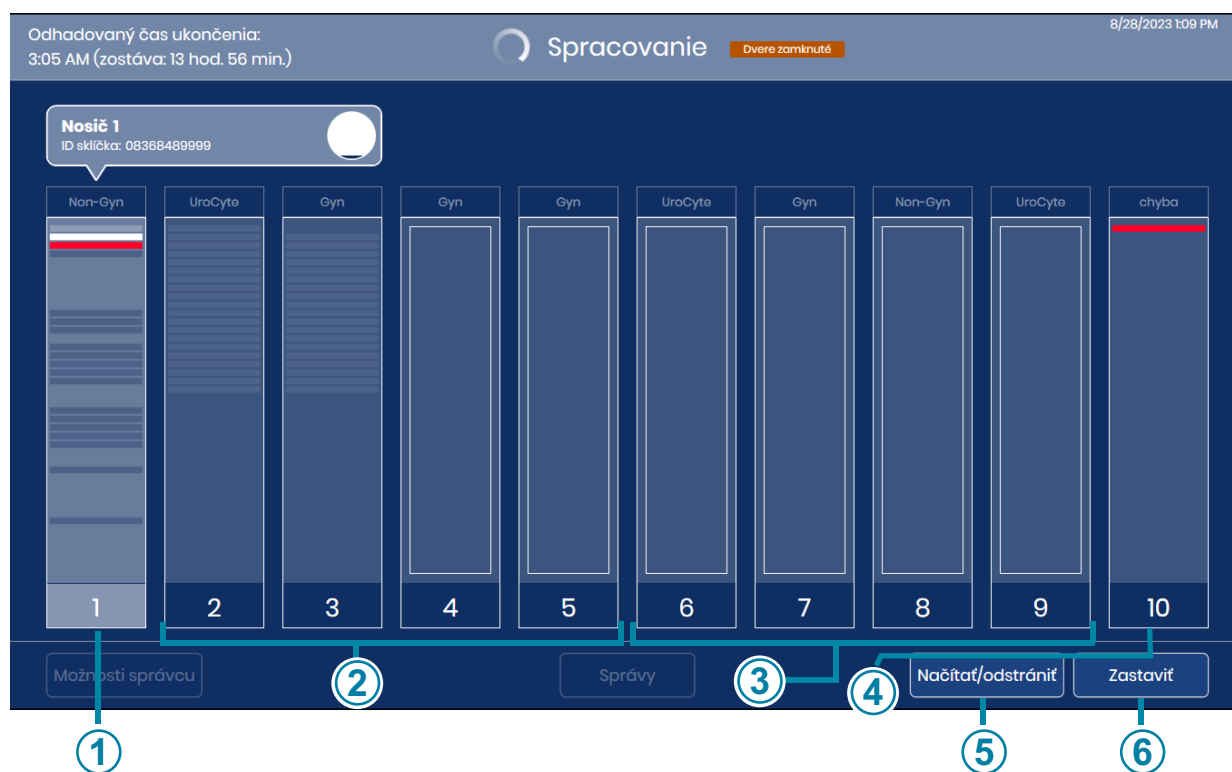 Odhadovaný čas ukončenia:
3:05 AM (zostáva: 13 hod. 56 min.)
Spracovanie
Dvere zamknuté
8/28/2023 1:09 PM
Nosič 1
ID sklíčka: 08368489999
Non-Gyn UroCyte Gyn Gyn Gyn UroCyte Gyn Non-Gyn UroCyte chyba
1 2 3 4 5 6 7 8 9 10
Možnosti správcu Správy Načítať/odstrániť Zastaviť
2 3 4
1 5 6